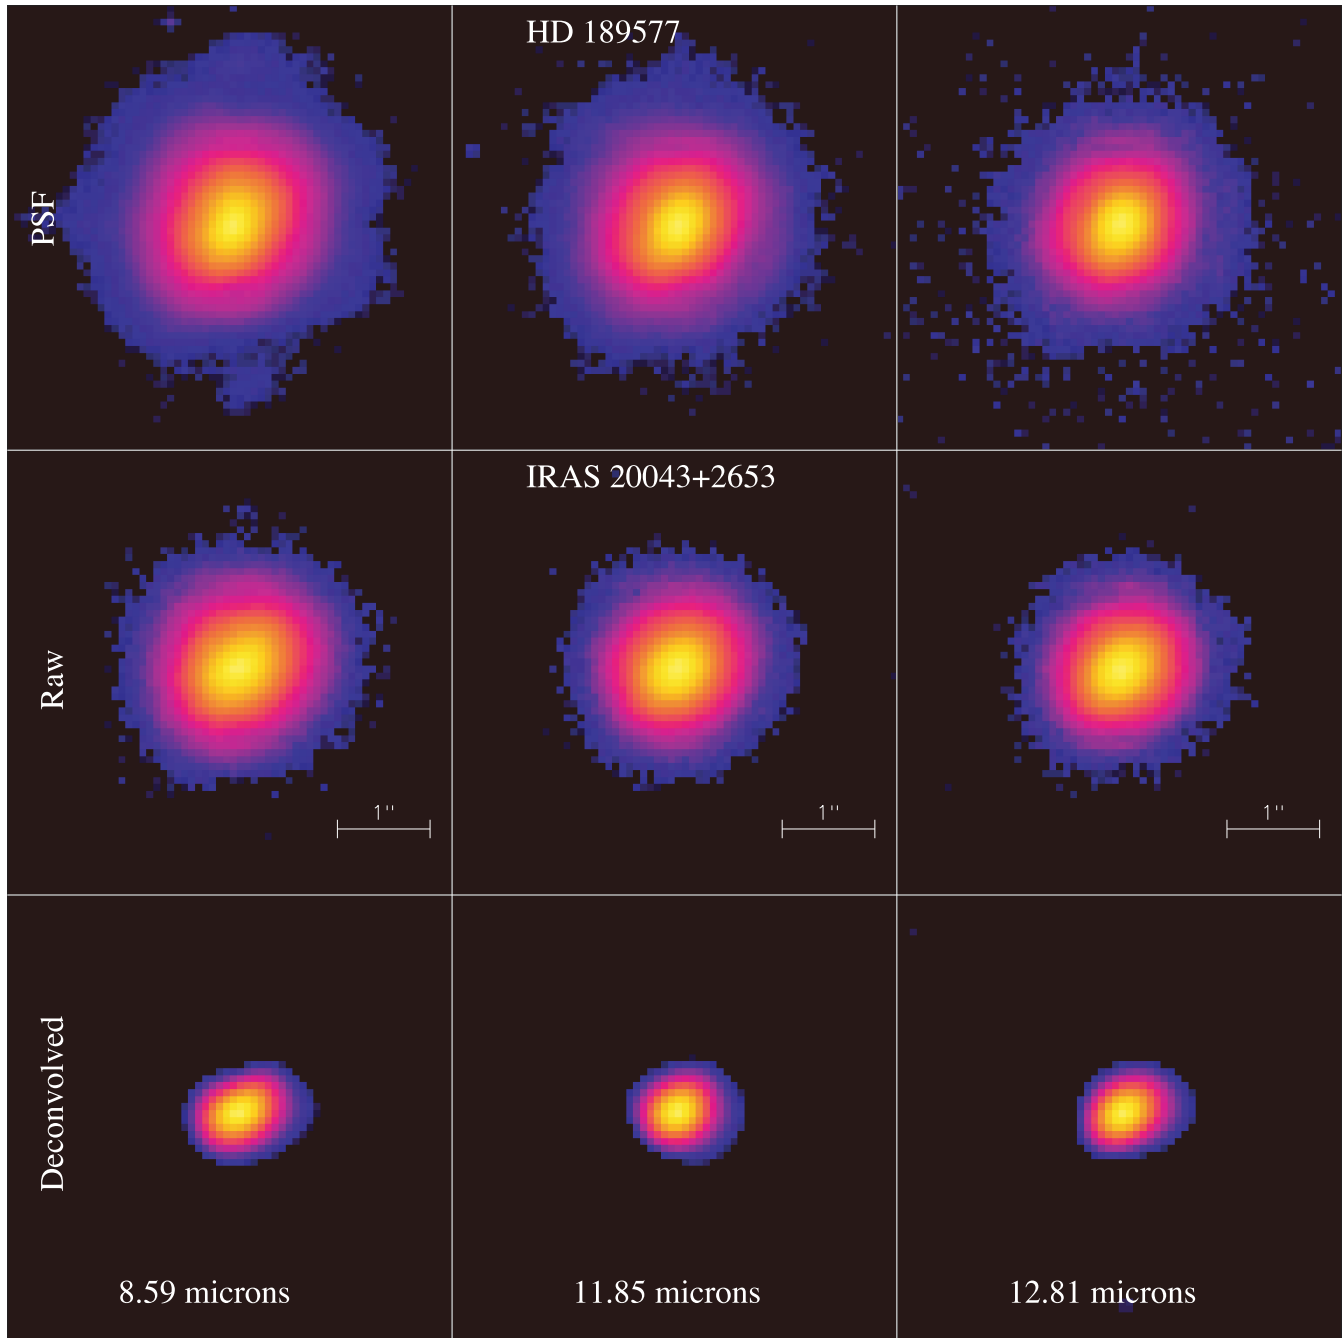 HD 189577
PSF
IRAS 20043+2653
Raw
1''
1''
1''
Deconvolved
8.59 microns
11.85 microns
12.81 microns